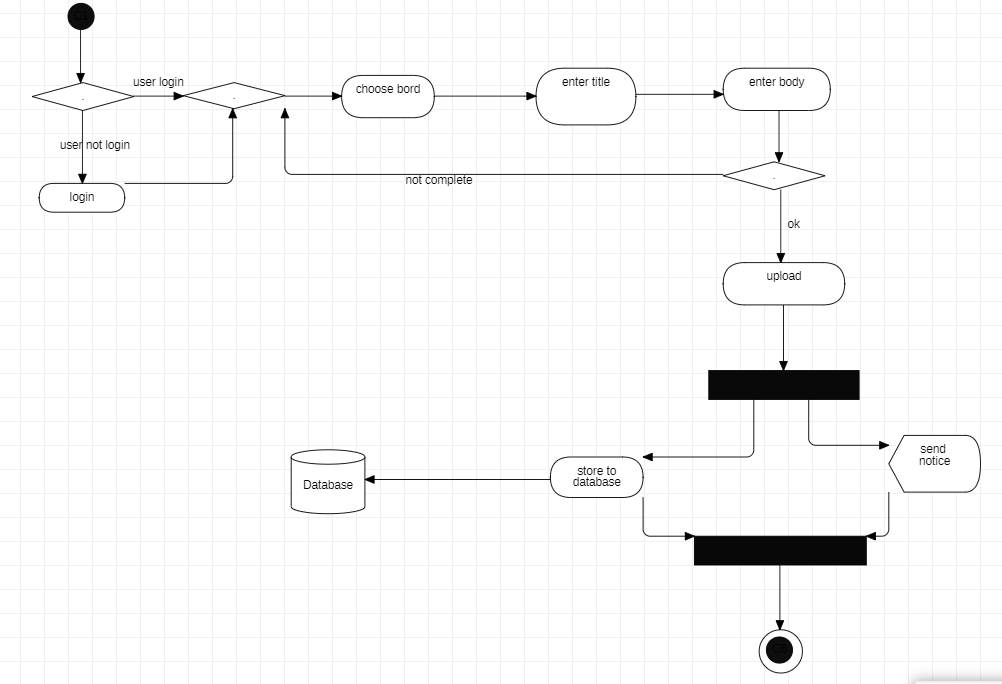 user login
choose bord
enter title
enter body
user not login
login
not complete
ok
upload
send
notice
store to
database
Database